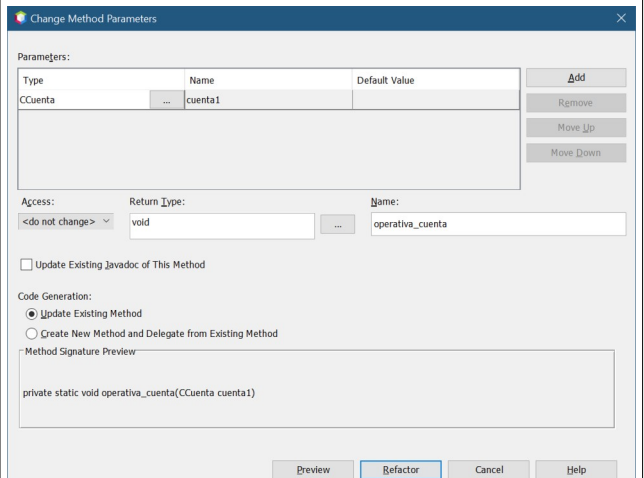 Change Method Parameters
Parameters:
Type Name Default Value
CCuenta ... cuenta1
Add
Remove
Move Up
Move Down
Access: Return Type: Name:
<do not change> void ... operativa_cuenta
Update Existing Javadoc of This Method
Code Generation:
Update Existing Method
Create New Method and Delegate from Existing Method
Method Signature Preview
private static void operativa_cuenta(CCuenta cuenta1)
Preview Refactor Cancel Help